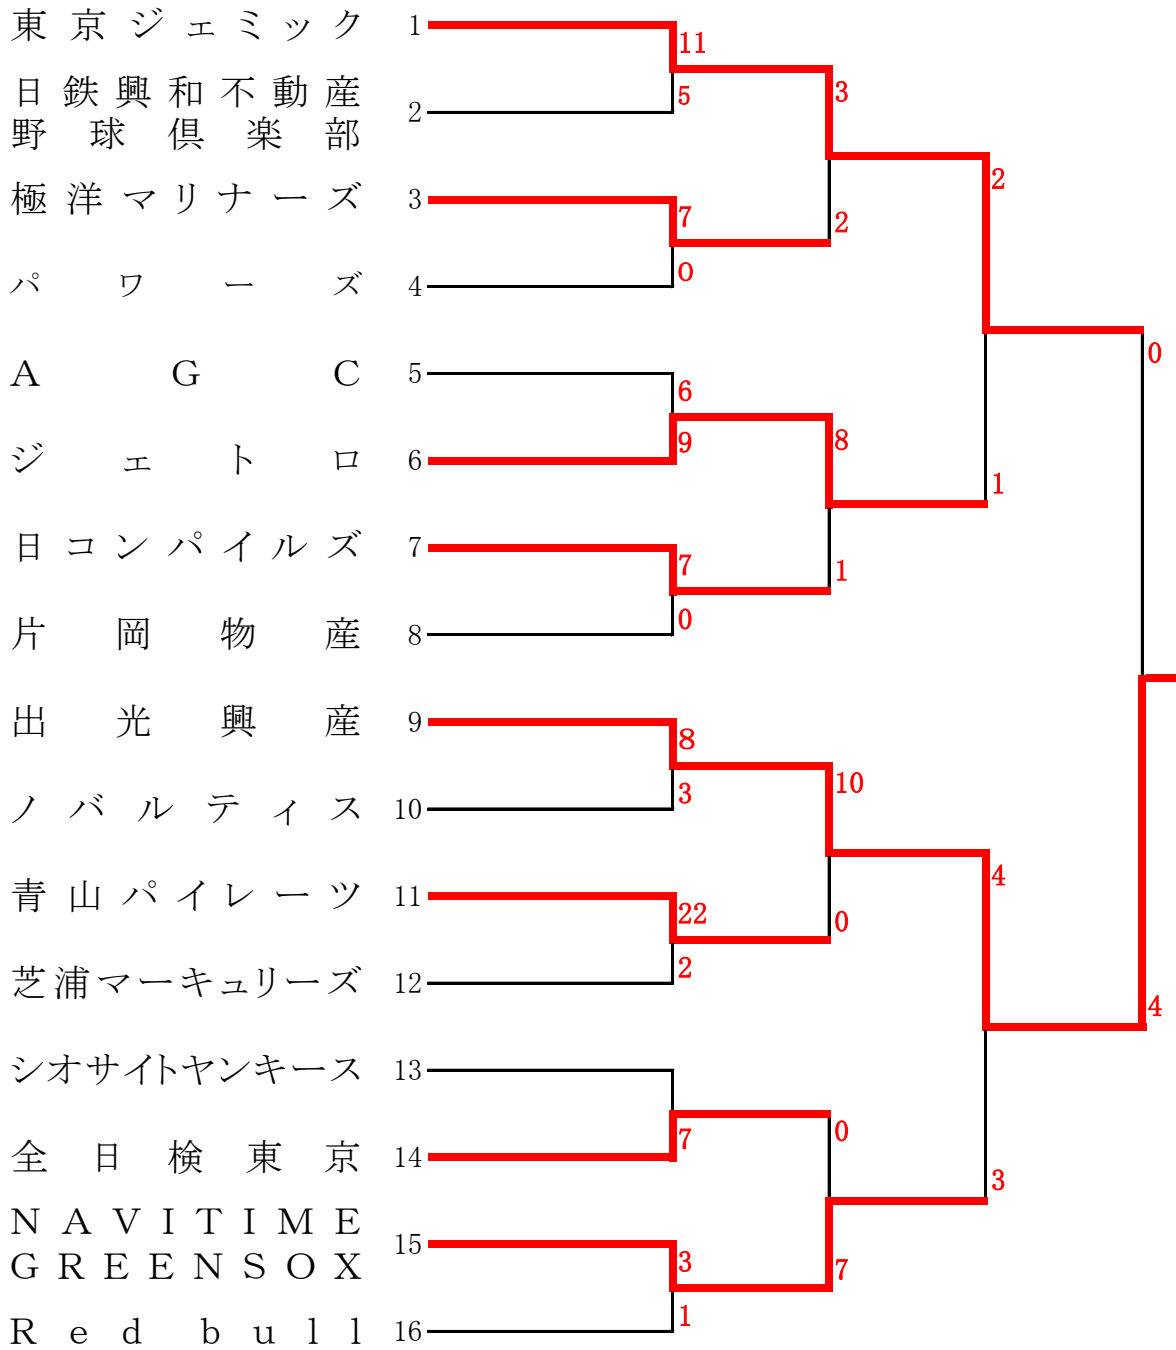 東京ジェミック 1
11
日鉄興和不動産
野球倶楽部 2
5
3
極洋マリナーズ 3
7
2
2
パワーズ 4
0
0
AGC 5
6
ジェトロ 6
9
8
1
日コンパイルズ 7
7
1
片岡物産 8
0
出光興産 9
8
10
ノバルティス 10
3
4
青山パイレーツ 11
22
0
芝浦マーキュリーズ 12
2
4
シオサイトヤンキース 13
全日検東京 14
7
0
3
NAVITIME
GREENSOX 15
3
7
Red bull 16
1